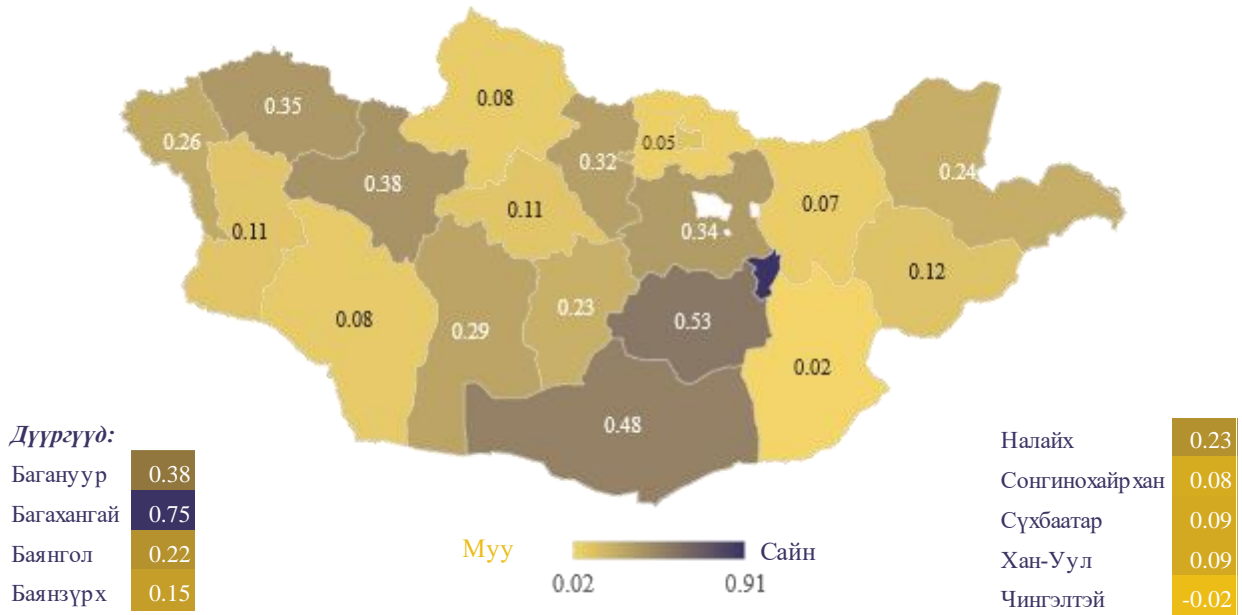 0.35
0.08
0.26
0.32
0.05
0.38
0.24
0.11
0.07
0.11
0.34
0.12
0.08
0.29
0.23
0.53
0.02
0.48
Дүүргүүд:
Багануур 0.38
Багахангай 0.75
Баянгол 0.22
Баянзүрх 0.15
Муу Сайн
0.02 0.91
Налайх 0.23
Сонгинохайрхан 0.08
Сүхбаатар 0.09
Хан-Уул 0.09
Чингэлтэй -0.02